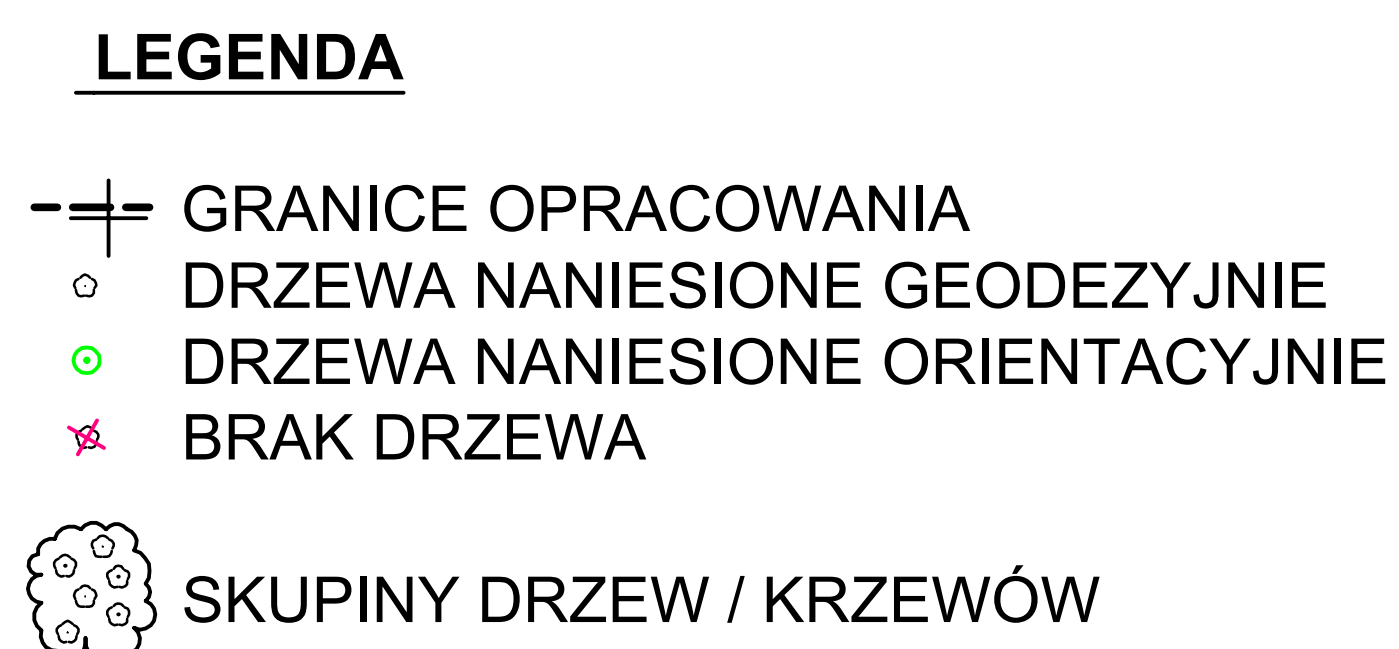 LEGENDA
GRANICE OPRACOWANIA
DRZEWA NANIESIONE GEODEZYJNIE
DRZEWA NANIESIONE ORIENTACYJNIE
BRAK DRZEWA
SKUPINY DRZEW / KRZEWÓW